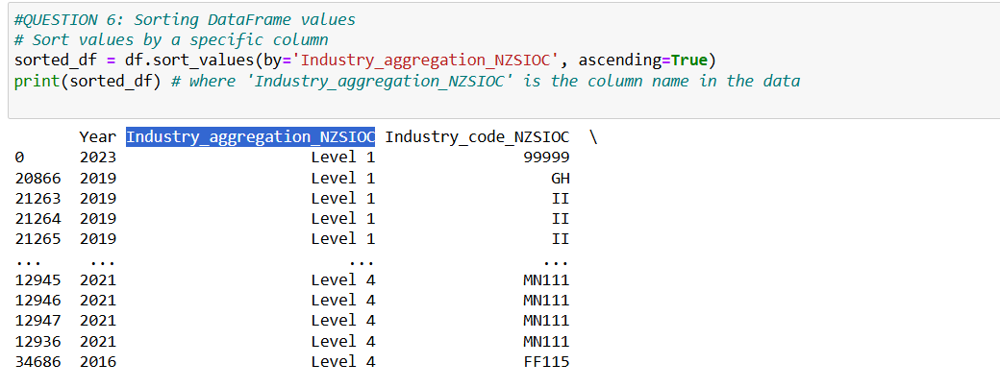 #QUESTION 6: Sorting DataFrame values
# Sort values by a specific column
sorted_df = df.sort_values(by='Industry_aggregation_NZSIOC', ascending=True)
print(sorted_df) # where 'Industry_aggregation_NZSIOC' is the column name in the data
Year Industry_aggregation_NZSIOC Industry_code_NZSIOC \
0 2023 Level 1 99999
20866 2019 Level 1 GH
21263 2019 Level 1 II
21264 2019 Level 1 II
21265 2019 Level 1 II
... ... ... ...
12945 2021 Level 4 MN111
12946 2021 Level 4 MN111
12947 2021 Level 4 MN111
12936 2021 Level 4 MN111
34686 2016 Level 4 FF115